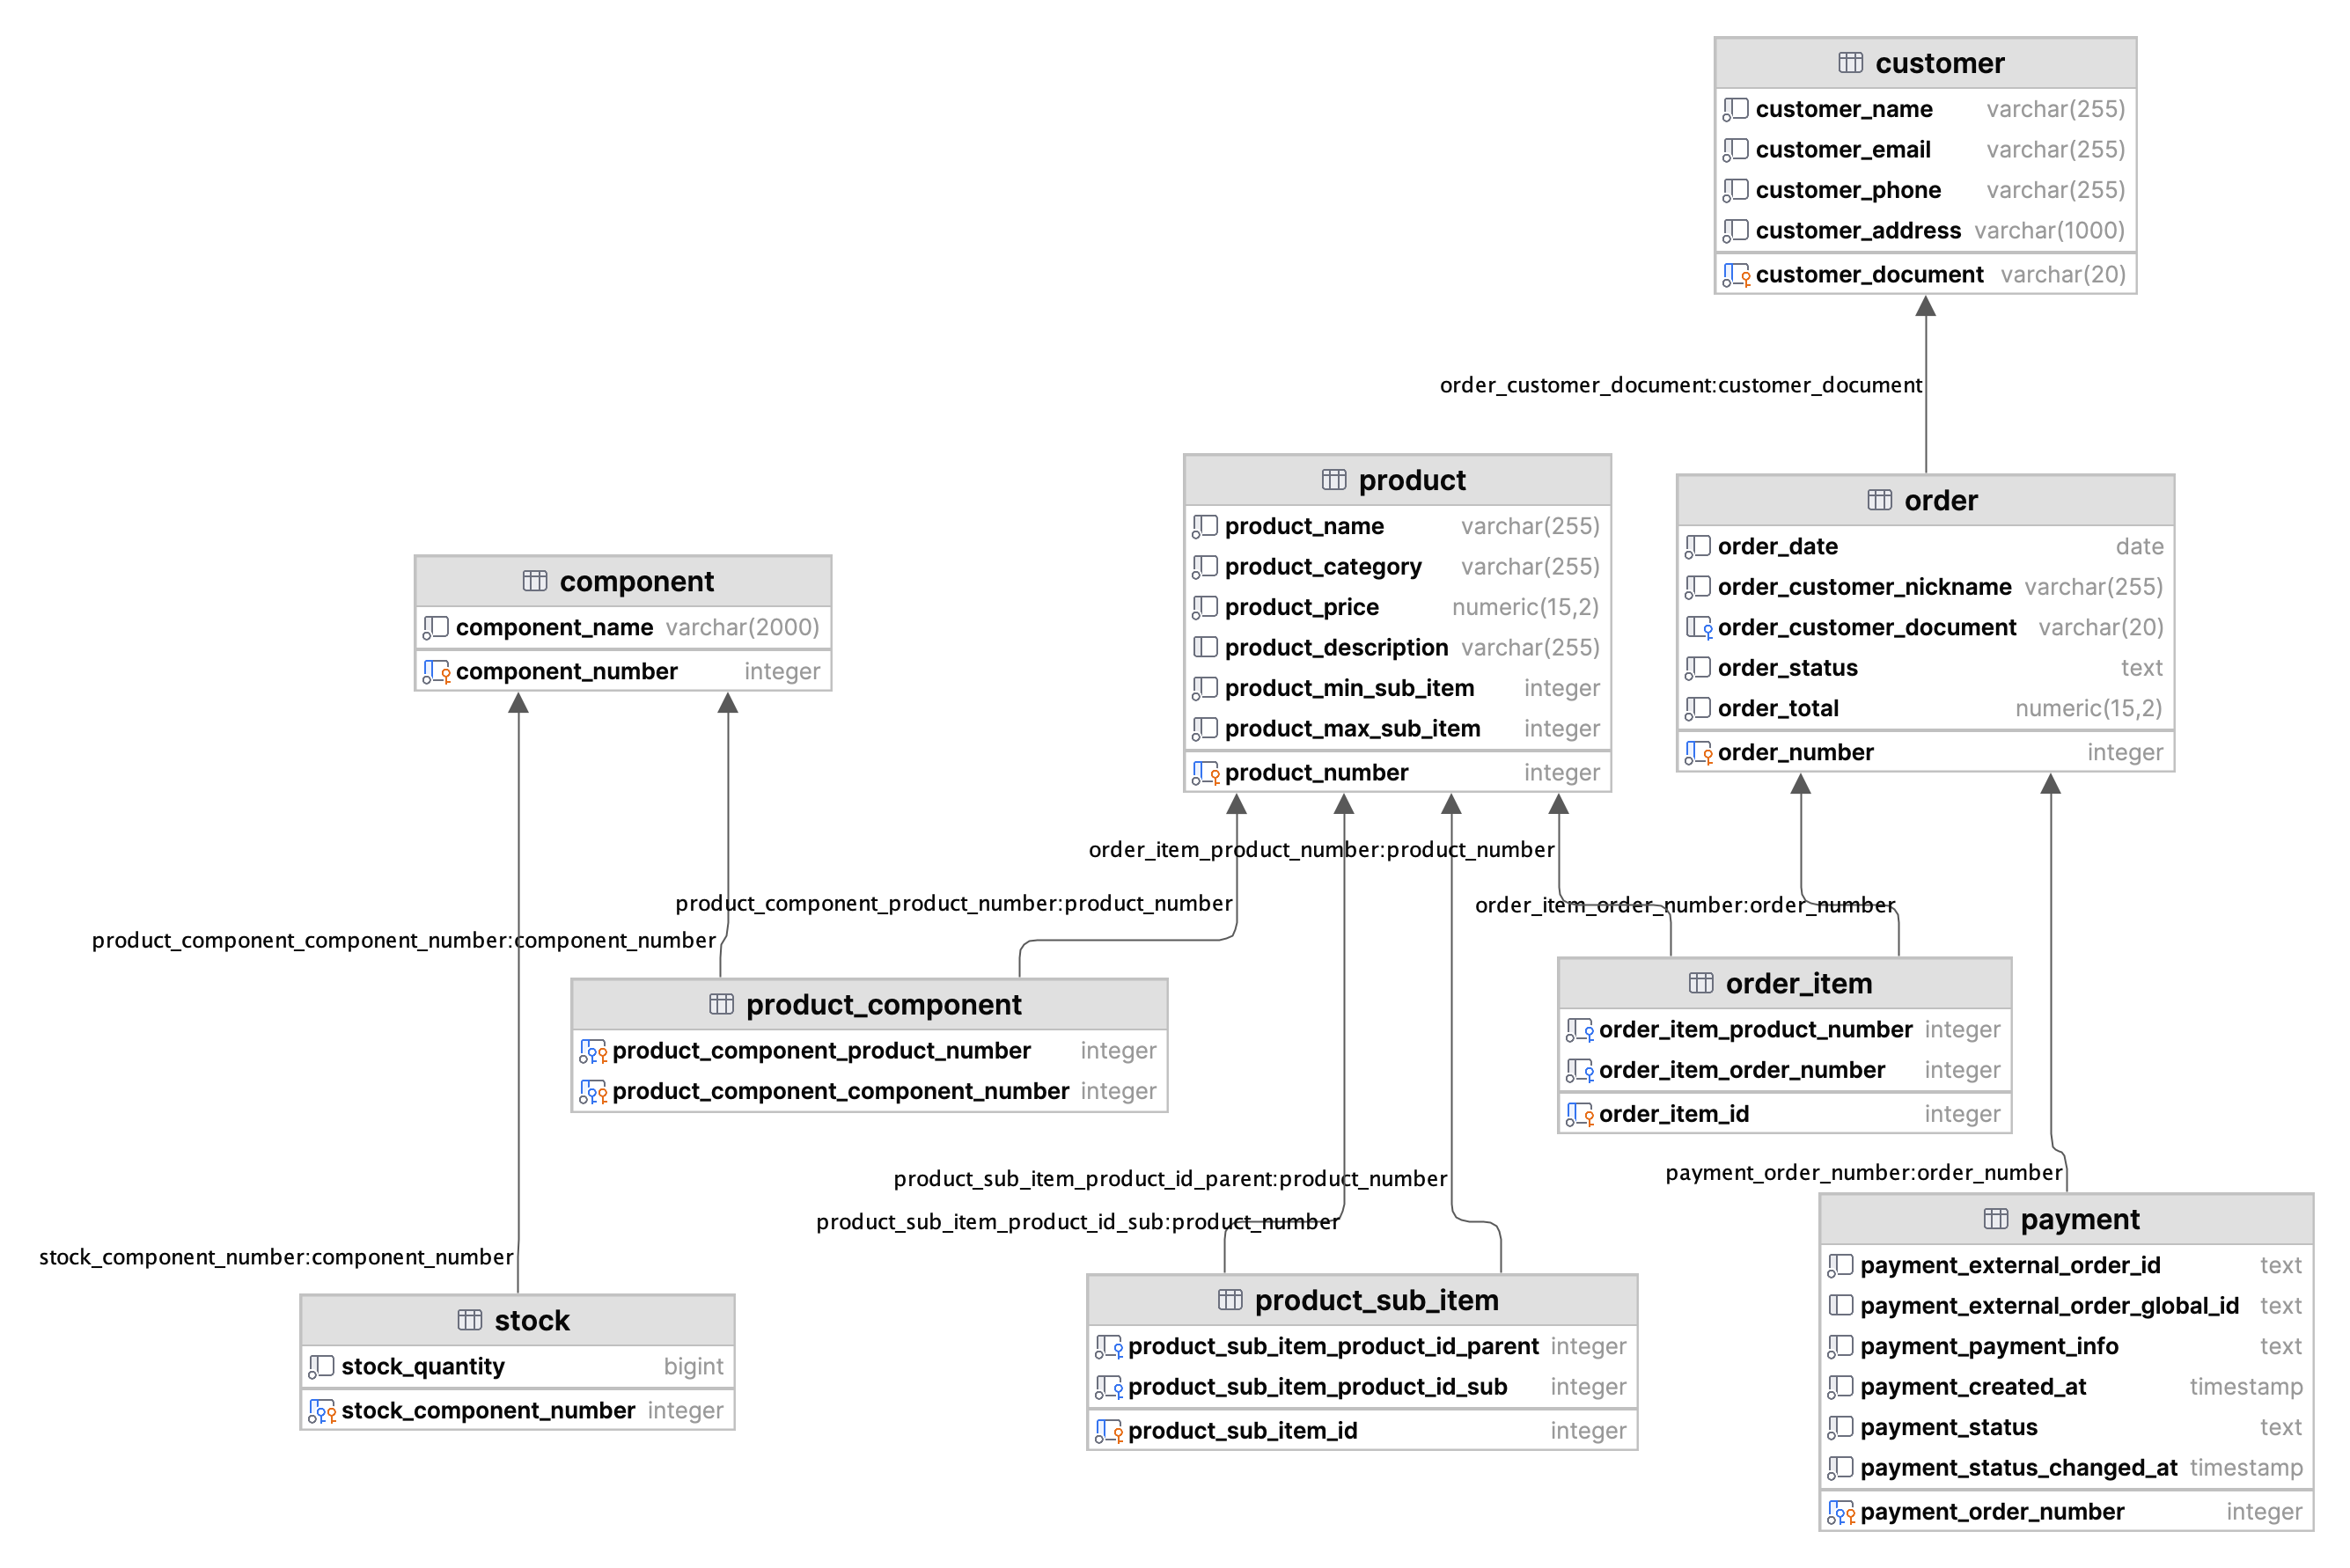 customer
customer_name varchar(255)
customer_email varchar(255)
customer_phone varchar(255)
customer_address varchar(1000)
customer_document varchar(20)
order_customer_document:customer_document
product
product_name varchar(255)
product_category varchar(255)
product_price numeric(15,2)
product_description varchar(255)
product_min_sub_item integer
product_max_sub_item integer
product_number integer
order
order_date date
order_customer_nickname varchar(255)
order_customer_document varchar(20)
order_status text
order_total numeric(15,2)
order_number integer
component
component_name varchar(2000)
component_number integer
order_item_product_number:product_number
product_component_product_number:product_number
order_item_order_number:order_number
product_component_component_number:component_number
product_component
product_component_product_number integer
product_component_component_number integer
order_item
order_item_product_number integer
order_item_order_number integer
order_item_id integer
product_sub_item_product_id_parent:product_number
payment_order_number:order_number
product_sub_item_product_id_sub:product_number
stock_component_number:component_number
stock
stock_quantity bigint
stock_component_number integer
product_sub_item
product_sub_item_product_id_parent integer
product_sub_item_product_id_sub integer
product_sub_item_id integer
payment
payment_external_order_id text
payment_external_order_global_id text
payment_payment_info text
payment_created_at timestamp
payment_status text
payment_status_changed_at timestamp
payment_order_number integer